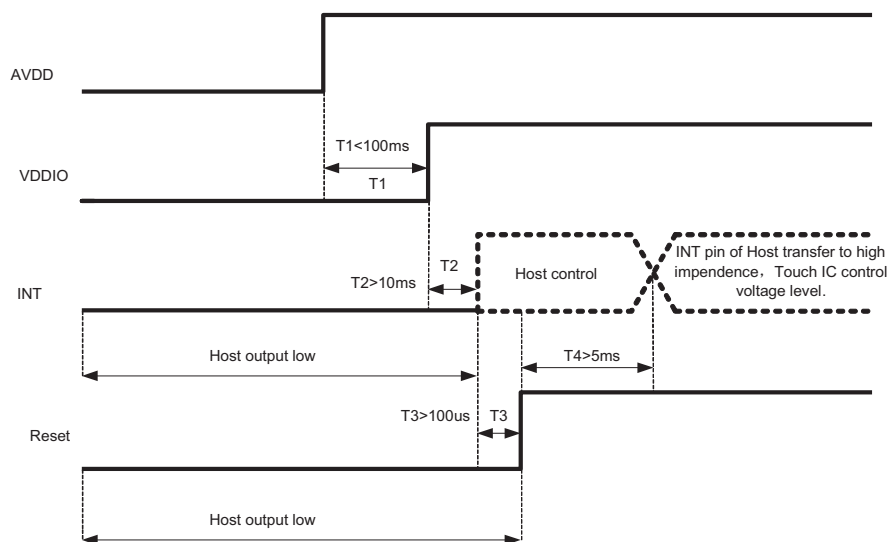 AVDD
T1<100ms
VDDIO
T1
T2
T2>10ms
Host control
INT pin of Host transfer to high
impendence，Touch IC control
voltage level.
INT
Host output low
T4>5ms
T3>100us
T3
Reset
Host output low